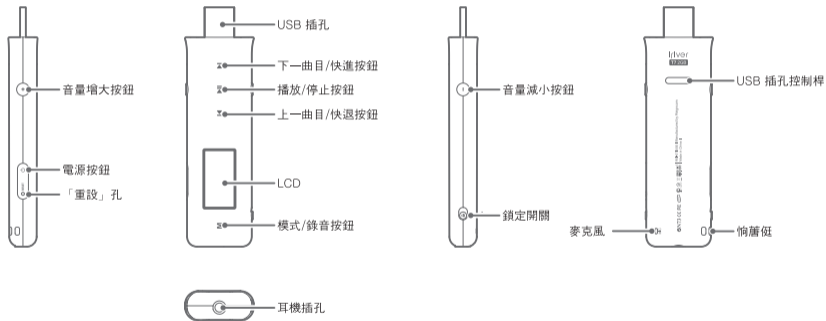 USB 插孔
下一曲目/快進按鈕
播放/停止按鈕
上一曲目/快退按鈕
LCD
模式/錄音按鈕
耳機插孔
音量增大按鈕
電源按鈕
「重設」孔
音量減小按鈕
鎖定開關
iriver
USB 插孔控制桿
麥克風